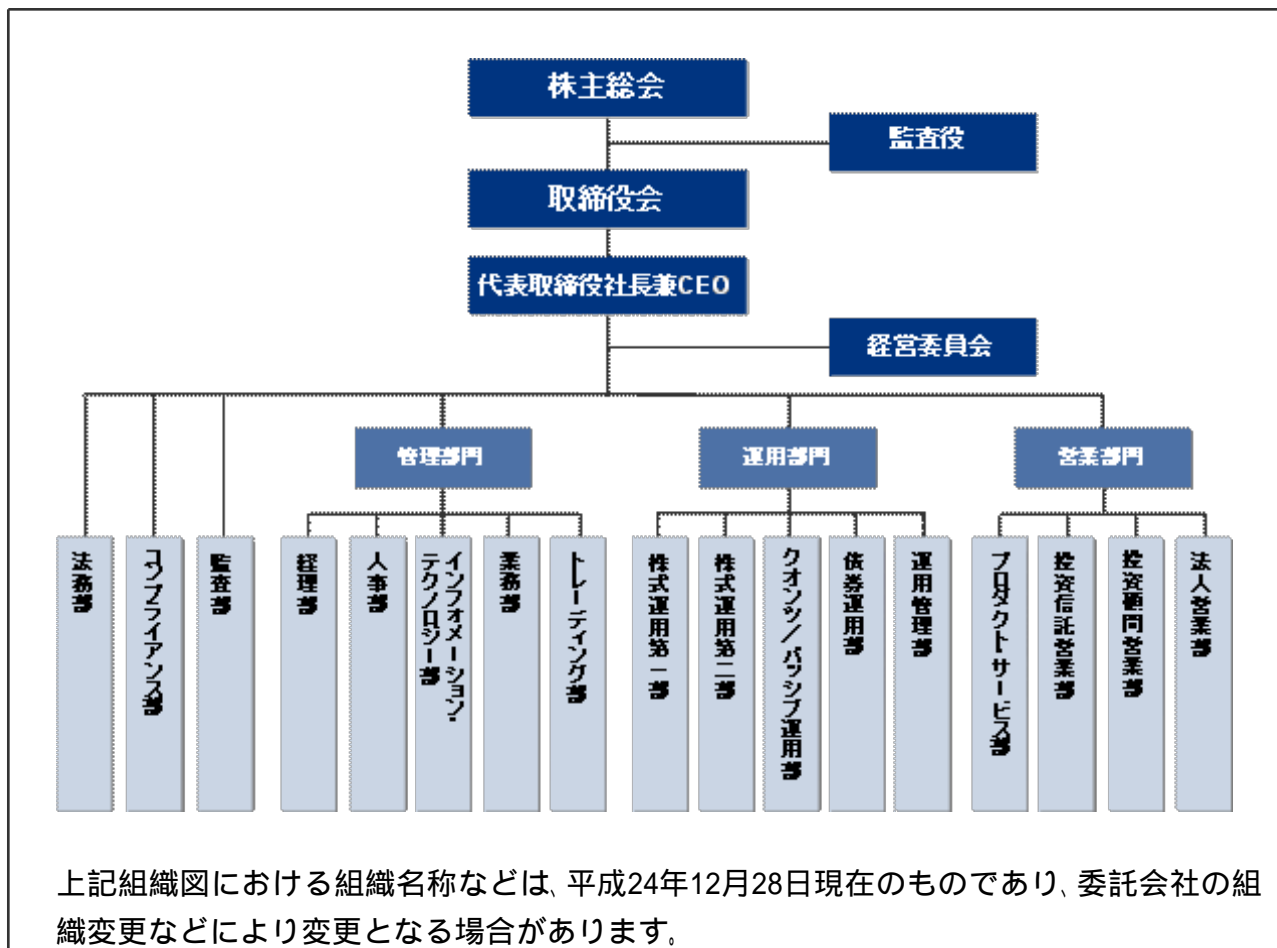 株主総会
監査役
取締役会
代表取締役社長兼CEO
経営委員会
管理部門
運用部門
営業部門
法務部
コンプライアンス部
監査部
経理部
人事部
インフォメーション・
テクノロジー部
業務部
トレーディング部
株式運用第一部
株式運用第二部
クオンツ/パッシブ運用部
債券運用部
運用管理部
プロダクト・サービス部
投資信託営業部
投資顧問営業部
法人営業部
上記組織図における組織名称などは、平成24年12月28日現在のものであり、委託会社の組
織変更などにより変更となる場合があります。